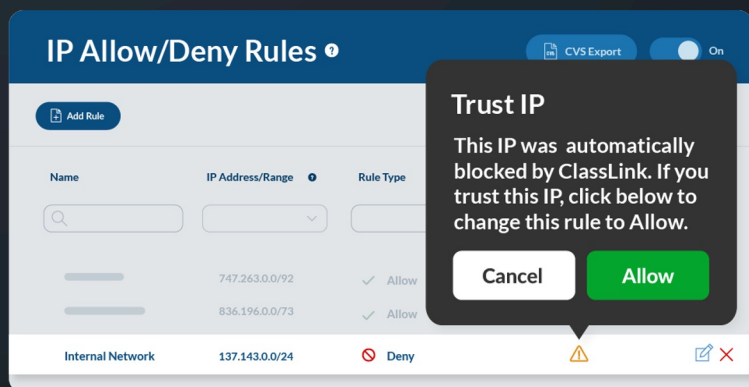 IP Allow/Deny Rules ?
CVS Export
On
Add Rule
Trust IP
This IP was automatically
blocked by ClassLink. If you
trust this IP, click below to
change this rule to Allow.
Cancel
Allow
Name
IP Address/Range
Rule Type
747.263.0.0/92
Allow
836.196.0.0/73
Allow
Internal Network
137.143.0.0/24
Deny